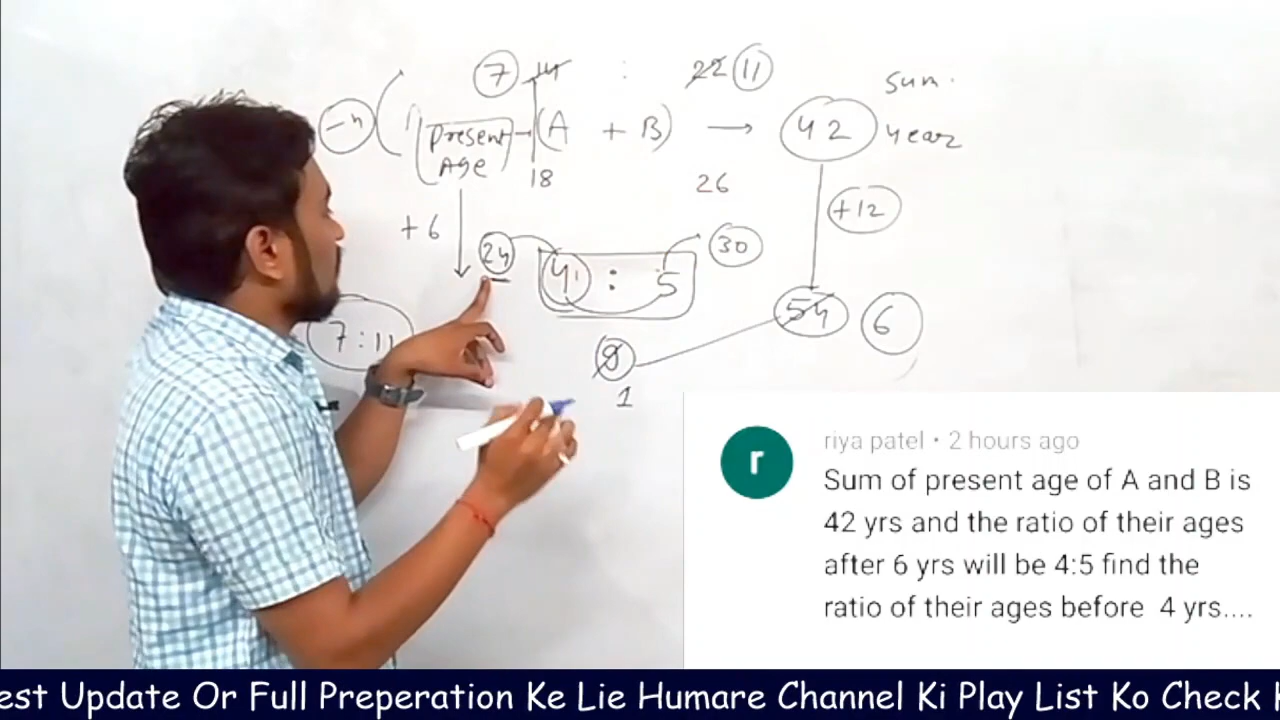 7 14 : 22 11 sum.
-4 ( Present Age - (A + B) → 42 year
18 26
+6 +12
24 4 : 5 30
54 6
7:11
9
1
r
riya patel • 2 hours ago
Sum of present age of A and B is
42 yrs and the ratio of their ages
after 6 yrs will be 4:5 find the
ratio of their ages before 4 yrs....
est Update Or Full Preperation Ke Lie Humare Channel Ki Play List Ko Check